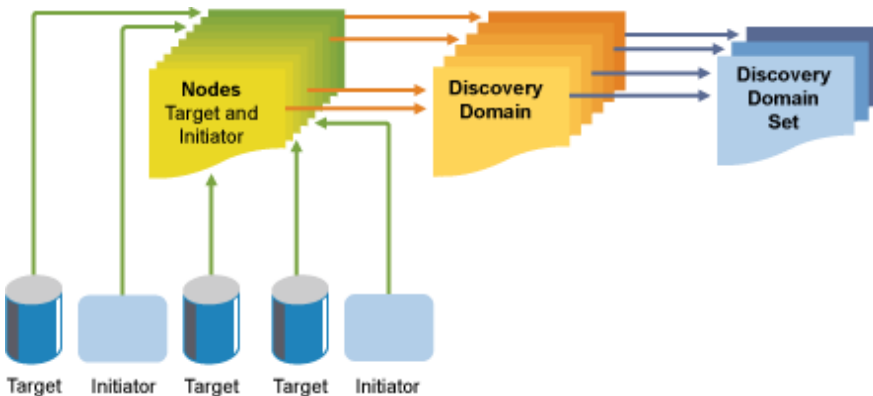 Nodes
Target and
Initiator
Discovery
Domain
Discovery
Domain
Set
Target
Initiator
Target
Target
Initiator